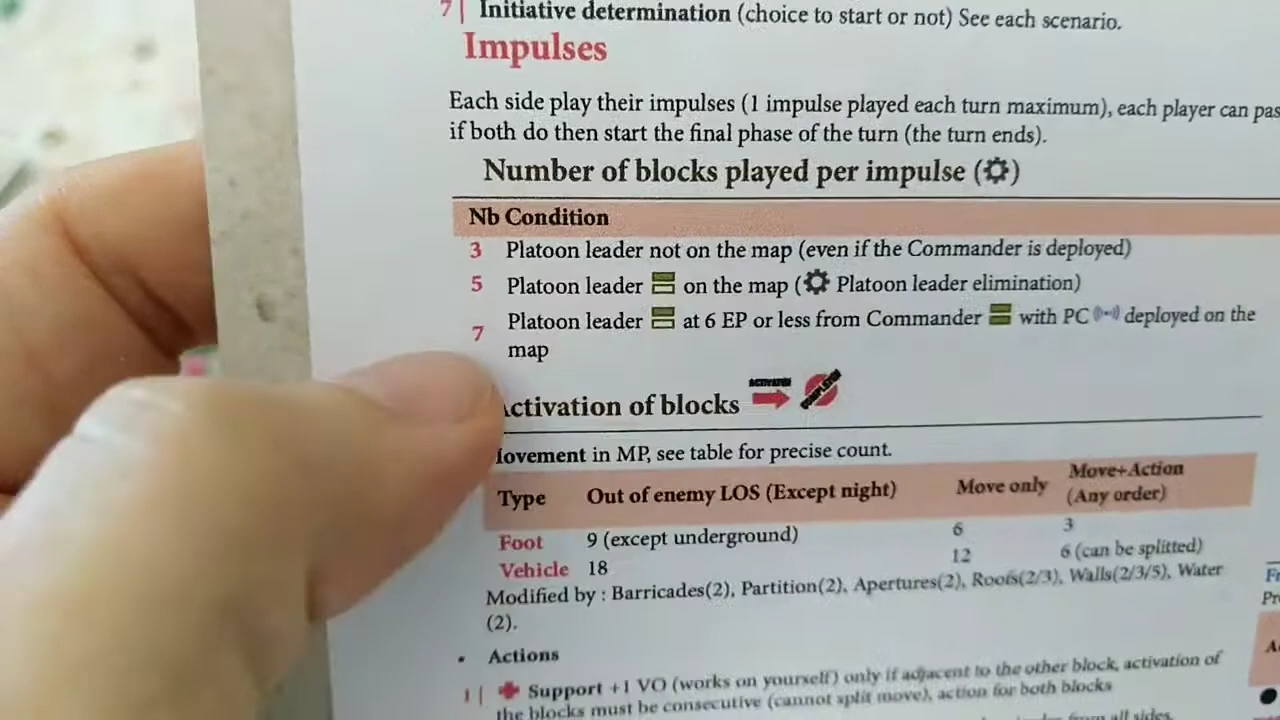 7| Initiative determination (choice to start or not) See each scenario.
Impulses
Each side play their impulses (1 impulse played each turn maximum), each player can pas
if both do then start the final phase of the turn (the turn ends).
Number of blocks played per impulse ( )
Nb Condition
3 Platoon leader not on the map (even if the Commander is deployed)
5 Platoon leader on the map ( Platoon leader elimination)
7 Platoon leader at 6 EP or less from Commander with PC deployed on the
map
ctivation of blocks ACTIVATED COMPLETED
lovement in MP, see table for precise count.
Type Out of enemy LOS (Except night) Move only Move+Action
(Any order)
Foot 9 (except underground) 6 3
Vehicle 18 12 6 (can be splitted)
Modified by : Barricades(2), Partition(2), Apertures(2), Roofs(2/3), Walls(2/3/5), Water
(2).
• Actions
1| Support +1 VO (works on yourself) only if adjacent to the other block, activation of
the blocks must be consecutive (cannot split move), action for both blocks
from all sides.
Fr
Pr
A